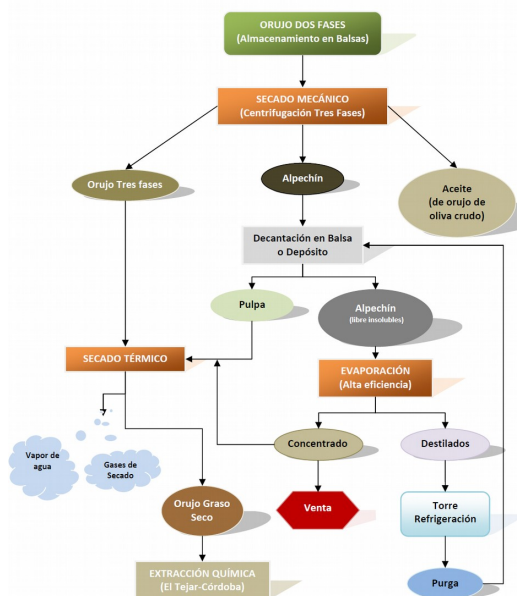 ORUJO DOS FASES
(Almacenamiento en Balsas)
SECADO MECÁNICO
(Centrifugación Tres Fases)
Orujo Tres fases
Alpechín
Aceite
(de orujo de
oliva crudo)
Decantación en Balsa
o Depósito
Pulpa
Alpechín
(libre insolubles)
SECADO TÉRMICO
EVAPORACIÓN
(Alta eficiencia)
Concentrado
Destilados
Vapor de
agua
Gases de
Secado
Orujo Graso
Seco
Venta
Torre
Refrigeración
EXTRACCIÓN QUÍMICA
(El Tejar-Córdoba)
Purga